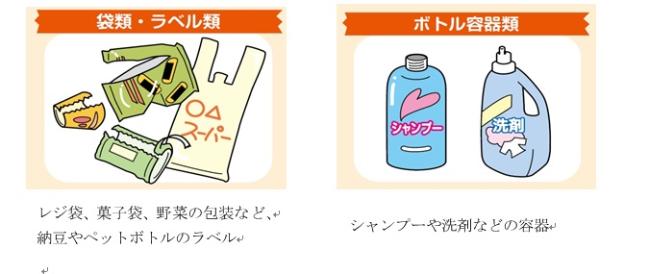 袋類・ラベル類
○△
スーパー
レジ袋、菓子袋、野菜の包装など、
納豆やペットボトルのラベル
ボトル容器類
シャンプー
洗剤
シャンプーや洗剤などの容器